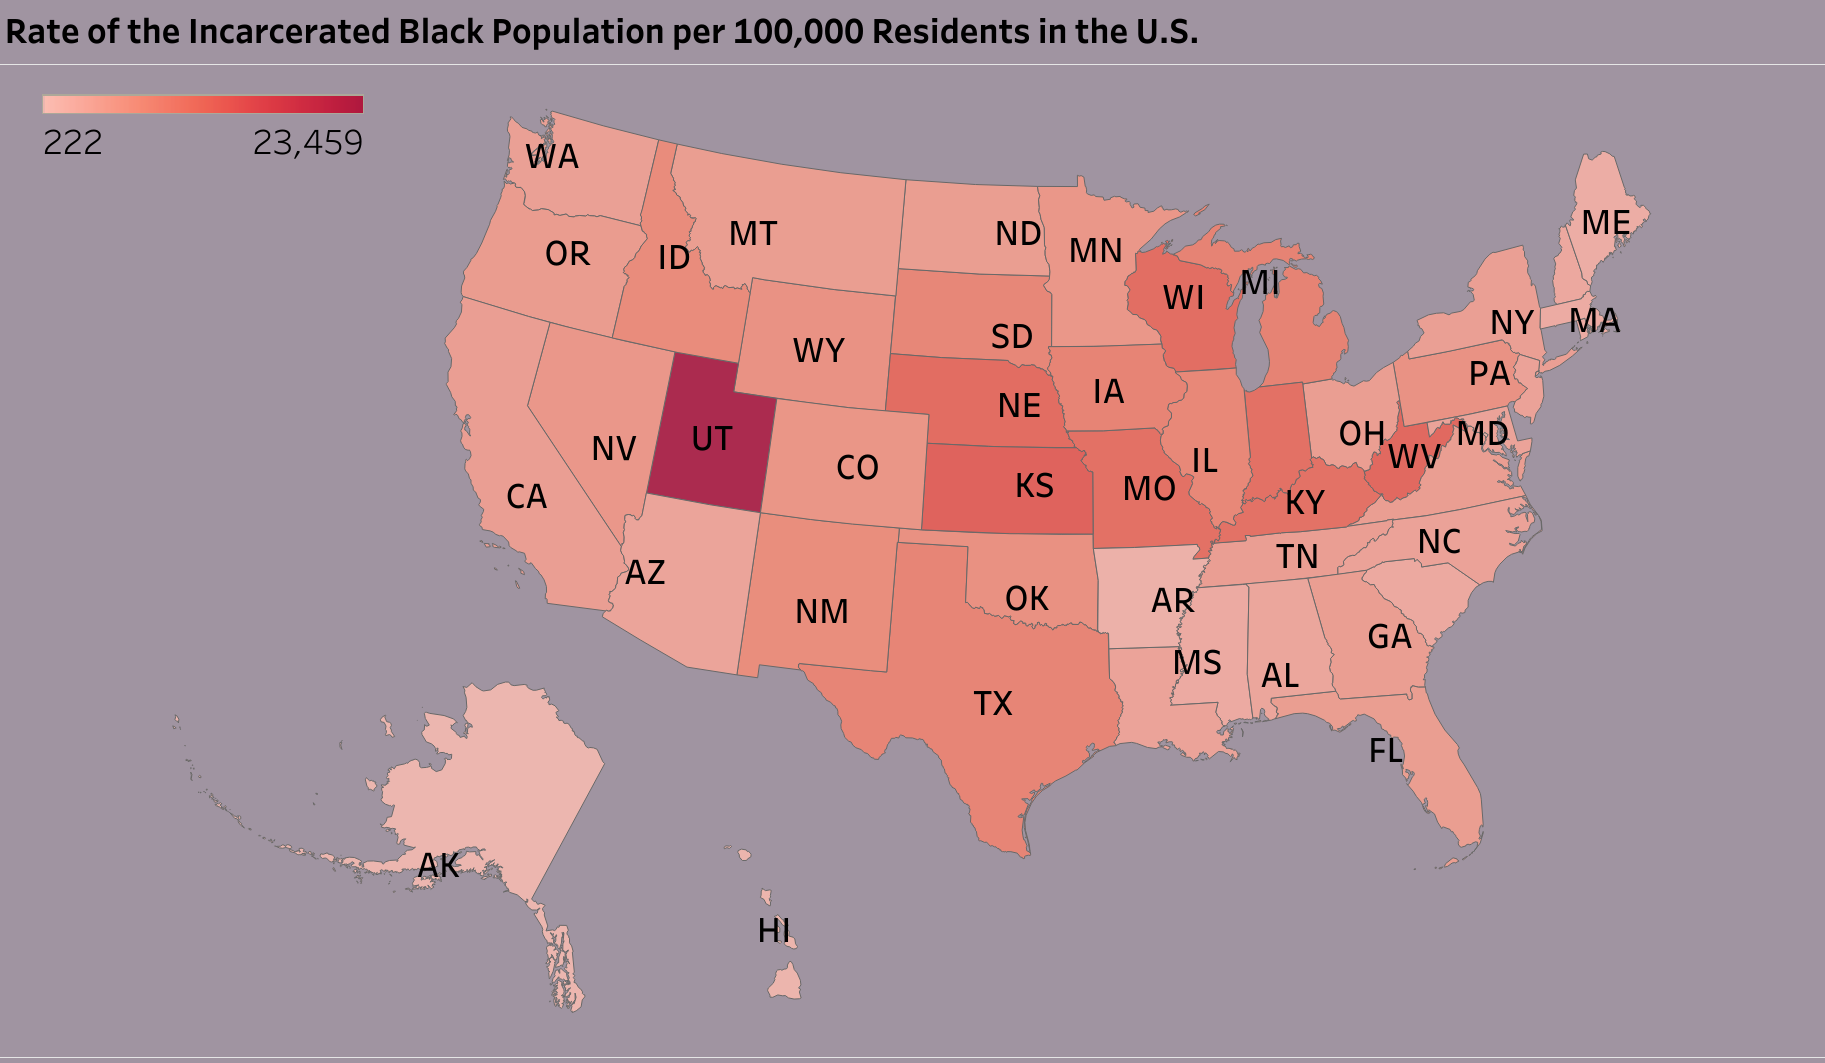 Rate of the Incarcerated Black Population per 100,000 Residents in the U.S.
222 23,459
WA
ME
MT
ND
OR
MN
ID
MI
WI
NY
MA
SD
WY
PA
IA
NE
OH
MD
UT
NV
WV
IL
CO
KS
MO
CA
KY
NC
TN
AZ
OK
AR
NM
GA
MS
AL
TX
FL
AK
HI